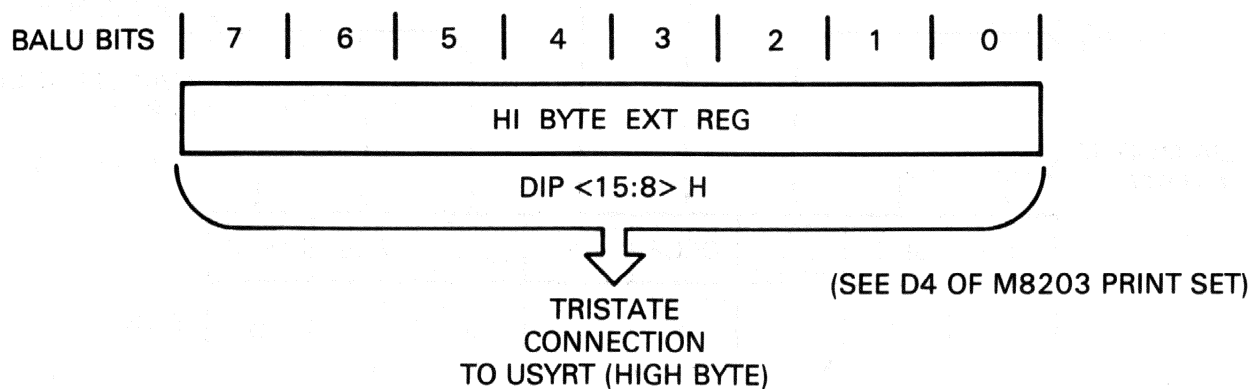 BALU BITS 7 6 5 4 3 2 1 0
HI BYTE EXT REG
DIP <15:8> H
(SEE D4 OF M8203 PRINT SET)
TRISTATE
CONNECTION
TO USYRT (HIGH BYTE)